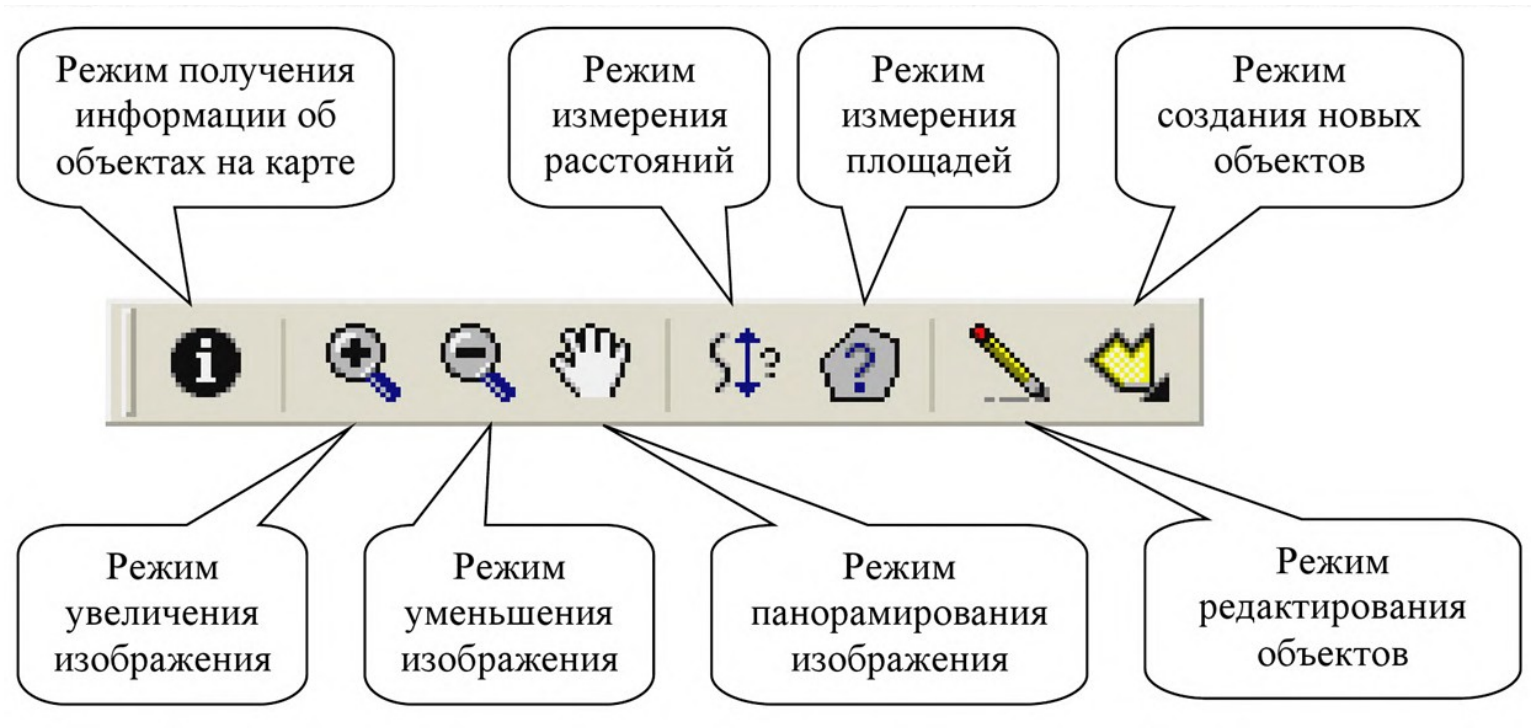 Режим получения
информации об
объектах на карте
Режим
измерения
расстояний
Режим
измерения
площадей
Режим
создания новых
объектов
i
?
?
Режим
увеличения
изображения
Режим
уменьшения
изображения
Режим
панорамирования
изображения
Режим
редактирования
объектов